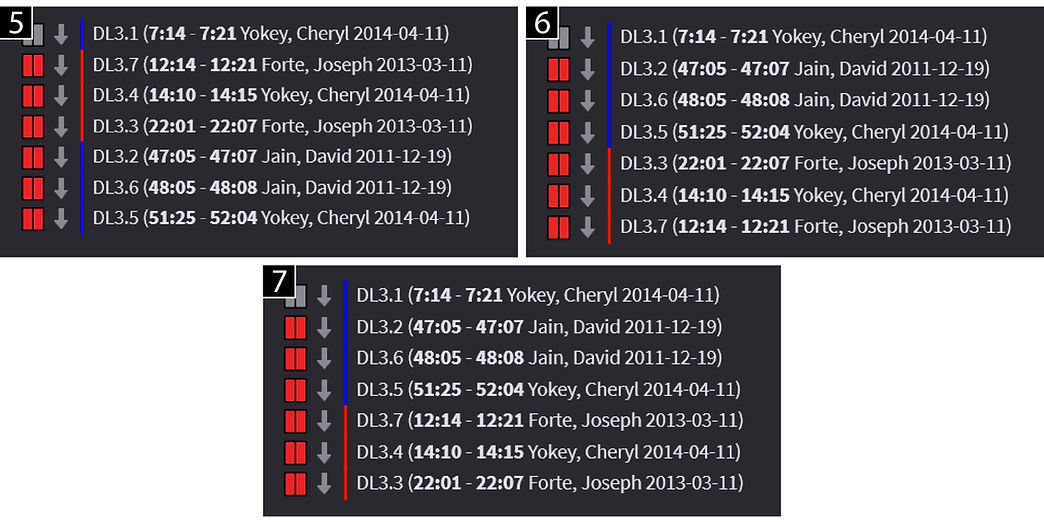 5
DL3.1 (7:14 - 7:21 Yokey, Cheryl 2014-04-11)
DL3.7 (12:14 - 12:21 Forte, Joseph 2013-03-11)
DL3.4 (14:10 - 14:15 Yokey, Cheryl 2014-04-11)
DL3.3 (22:01 - 22:07 Forte, Joseph 2013-03-11)
DL3.2 (47:05 - 47:07 Jain, David 2011-12-19)
DL3.6 (48:05 - 48:08 Jain, David 2011-12-19)
DL3.5 (51:25 - 52:04 Yokey, Cheryl 2014-04-11)
6
DL3.1 (7:14 - 7:21 Yokey, Cheryl 2014-04-11)
DL3.2 (47:05 - 47:07 Jain, David 2011-12-19)
DL3.6 (48:05 - 48:08 Jain, David 2011-12-19)
DL3.5 (51:25 - 52:04 Yokey, Cheryl 2014-04-11)
DL3.3 (22:01 - 22:07 Forte, Joseph 2013-03-11)
DL3.4 (14:10 - 14:15 Yokey, Cheryl 2014-04-11)
DL3.7 (12:14 - 12:21 Forte, Joseph 2013-03-11)
7
DL3.1 (7:14 - 7:21 Yokey, Cheryl 2014-04-11)
DL3.2 (47:05 - 47:07 Jain, David 2011-12-19)
DL3.6 (48:05 - 48:08 Jain, David 2011-12-19)
DL3.5 (51:25 - 52:04 Yokey, Cheryl 2014-04-11)
DL3.7 (12:14 - 12:21 Forte, Joseph 2013-03-11)
DL3.4 (14:10 - 14:15 Yokey, Cheryl 2014-04-11)
DL3.3 (22:01 - 22:07 Forte, Joseph 2013-03-11)